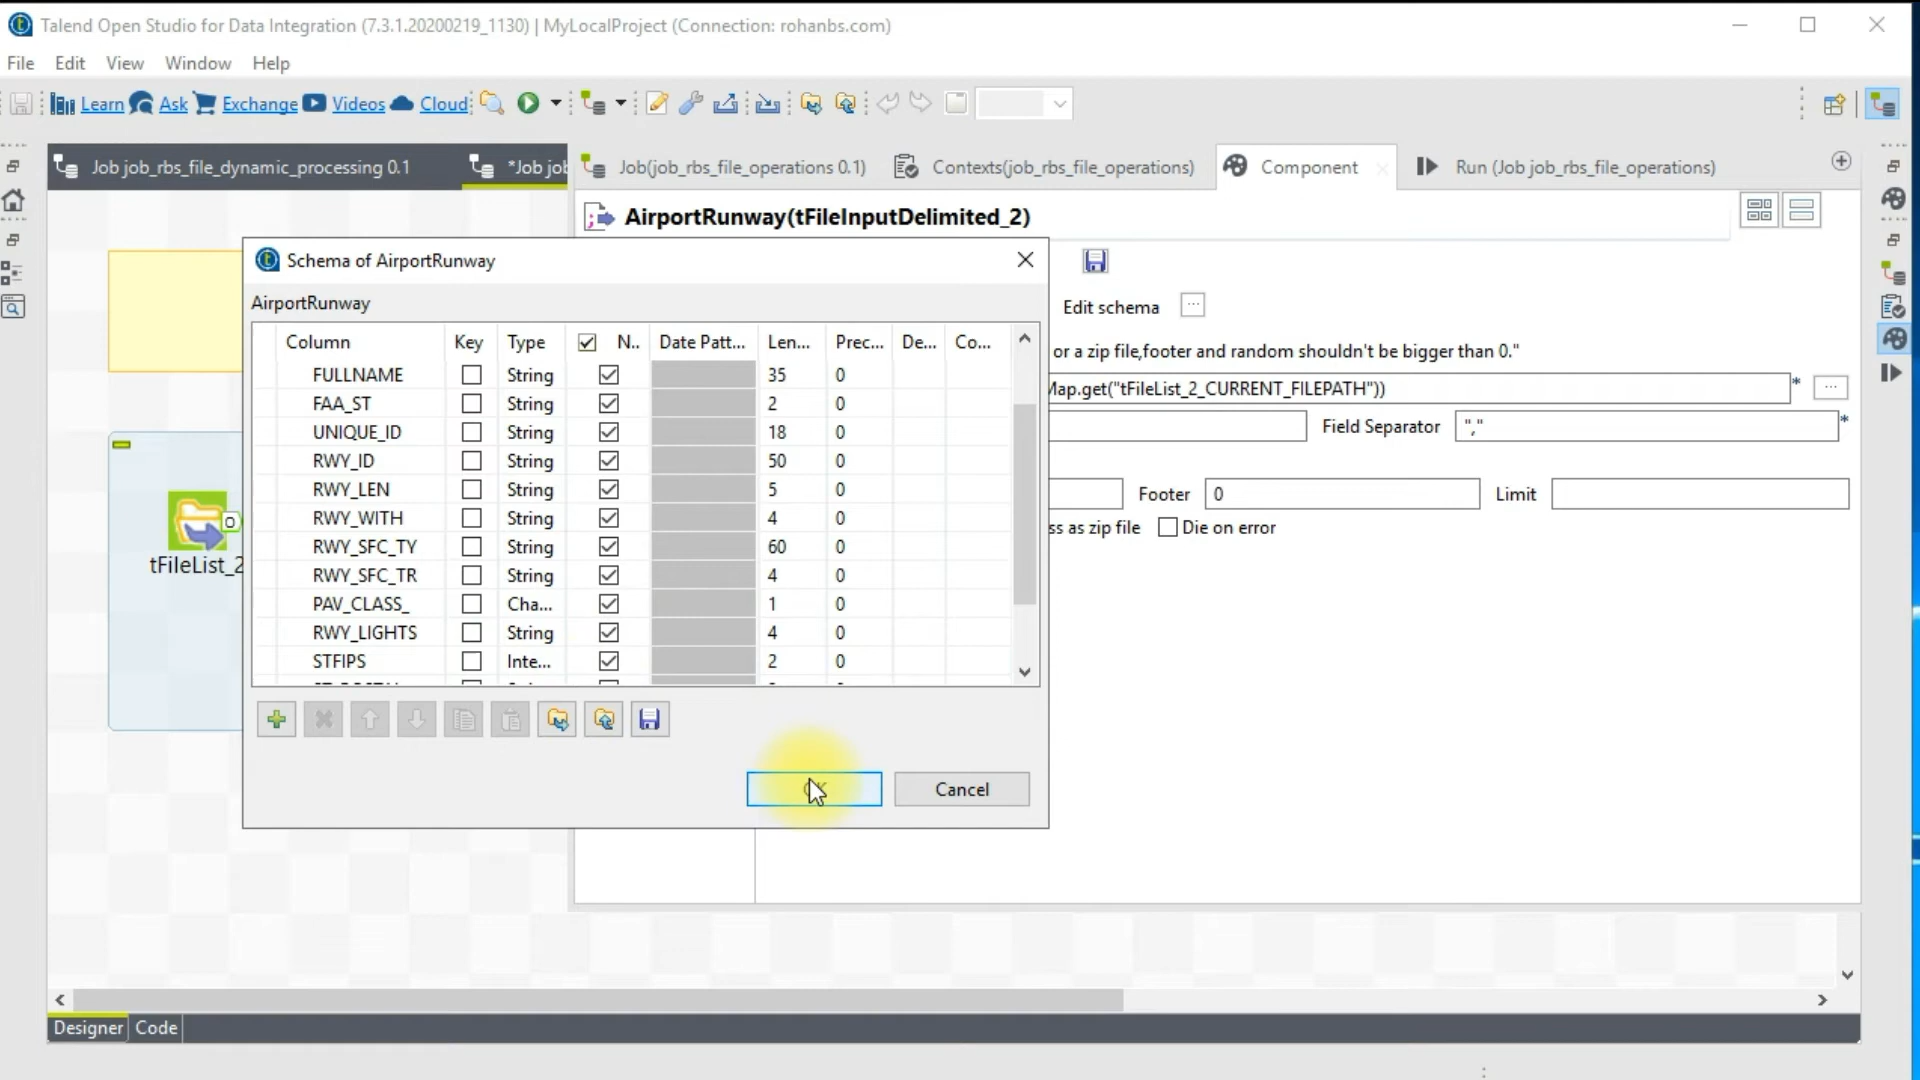 Talend Open Studio for Data Integration (7.3.1.20200219_1130) | MyLocalProject (Connection: rohanbs.com)
File Edit View Window Help
Learn Ask Exchange Videos Cloud
Job job_rbs_file_dynamic_processing 0.1 *Job jol Job(job_rbs_file_operations 0.1) Contexts(job_rbs_file_operations) Component Run (Job job_rbs_file_operations)
AirportRunway(tFileInputDelimited_2)
Schema of AirportRunway
AirportRunway
Edit schema ...
Column Key Type N.. Date Patt... Len... Prec... De... Co...
or a zip file,footer and random shouldn't be bigger than 0."
FULLNAME String 35 0
Map.get("tFileList_2_CURRENT_FILEPATH")) * ...
FAA_ST String 2 0
UNIQUE_ID String 18 0
Field Separator "," *
RWY_ID String 50 0
RWY_LEN String 5 0
Footer 0 Limit
RWY_WITH String 4 0
ss as zip file Die on error
RWY_SFC_TY String 60 0
tFileList_2
RWY_SFC_TR String 4 0
PAV_CLASS_ Cha... 1 0
RWY_LIGHTS String 4 0
STFIPS Inte... 2 0
Cancel
Designer Code